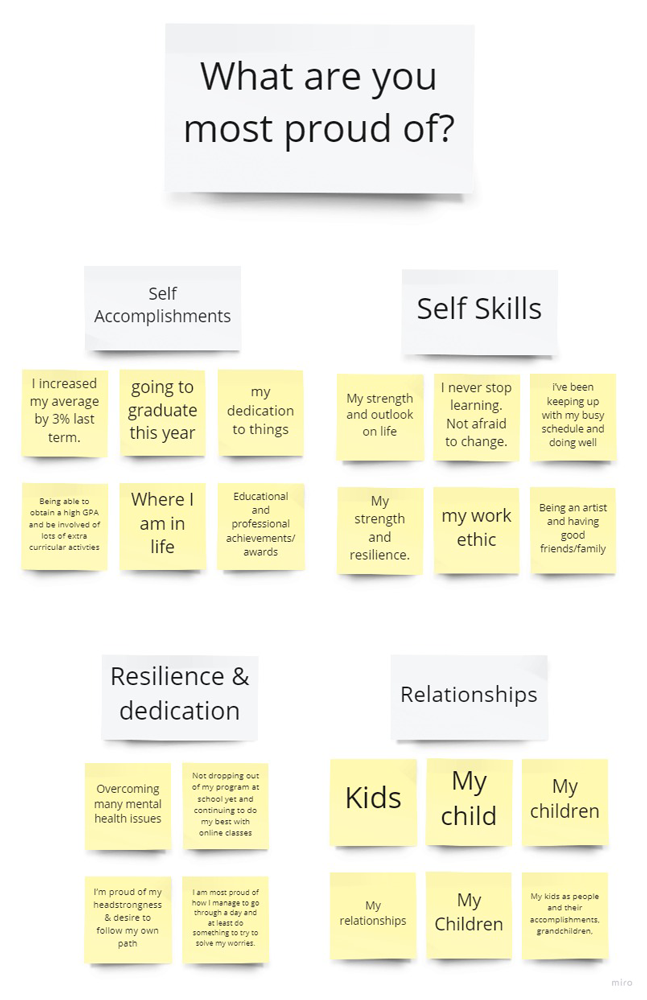 What are you
most proud of?
Self
Accomplishments
I increased
my average
by 3% last
term.
going to
graduate
this year
my
dedication
to things
Being able to
obtain a high GPA
and be involved of
lots of extra
curricular activties
Where I
am in
life
Educational
and
professional
achievements/
awards
Self Skills
My strength
and outlook
on life
I never stop
learning.
Not afraid
to change.
i've been
keeping up
with my busy
schedule and
doing well
My
strength
and
resilience.
my work
ethic
Being an artist
and having
good
friends/family
Resilience &
dedication
Overcoming
many mental
health issues
Not dropping out
of my program at
school yet and
continuing to do
my best with
online classes
I'm proud of my
headstrongness
& desire to
follow my own
path
I am most proud of
how I manage to go
through a day and
at least do
something to try to
solve my worries.
Relationships
Kids
My
child
My
children
My
relationships
My
Children
My kids as people
and their
accomplishments,
grandchildren,
miro